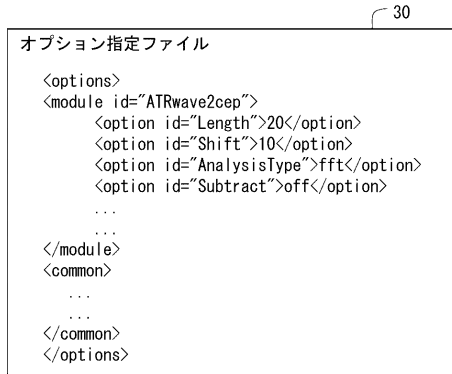 30
オプション指定ファイル
<options>
<module id="ATRwave2cep">
<option id="Length">20</option>
<option id="Shift">10</option>
<option id="AnalysisType">fft</option>
<option id="Subtract">off</option>
...
...
</module>
<common>
...
...
</common>
</options>